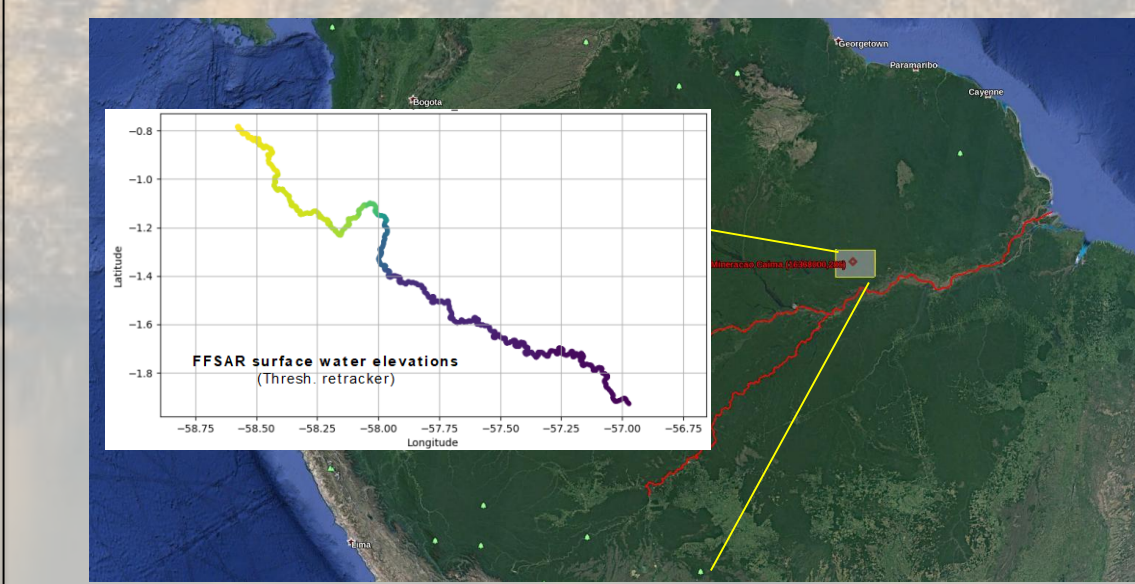 Georgetown
Paramaribo
Cayenne
Bogota
−0.8
−1.0
−1.2
−1.4
−1.6
−1.8
Latitude
FFSAR surface water elevations
(Thresh. retracker)
−58.75 −58.50 −58.25 −58.00 −57.75 −57.50 −57.25 −57.00 −56.75
Longitude
Mineracao
Lima